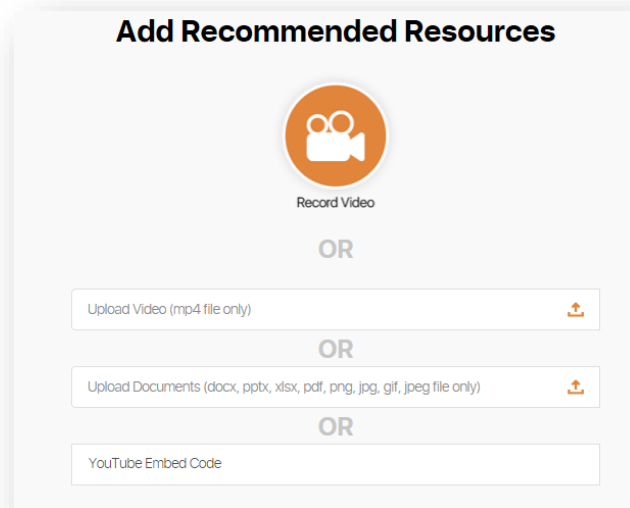 Add Recommended Resources
Record Video
OR
Upload Video (mp4 file only)
OR
Upload Documents (docx, pptx, xlsx, pdf, png, jpg, gif, jpeg file only)
OR
YouTube Embed Code